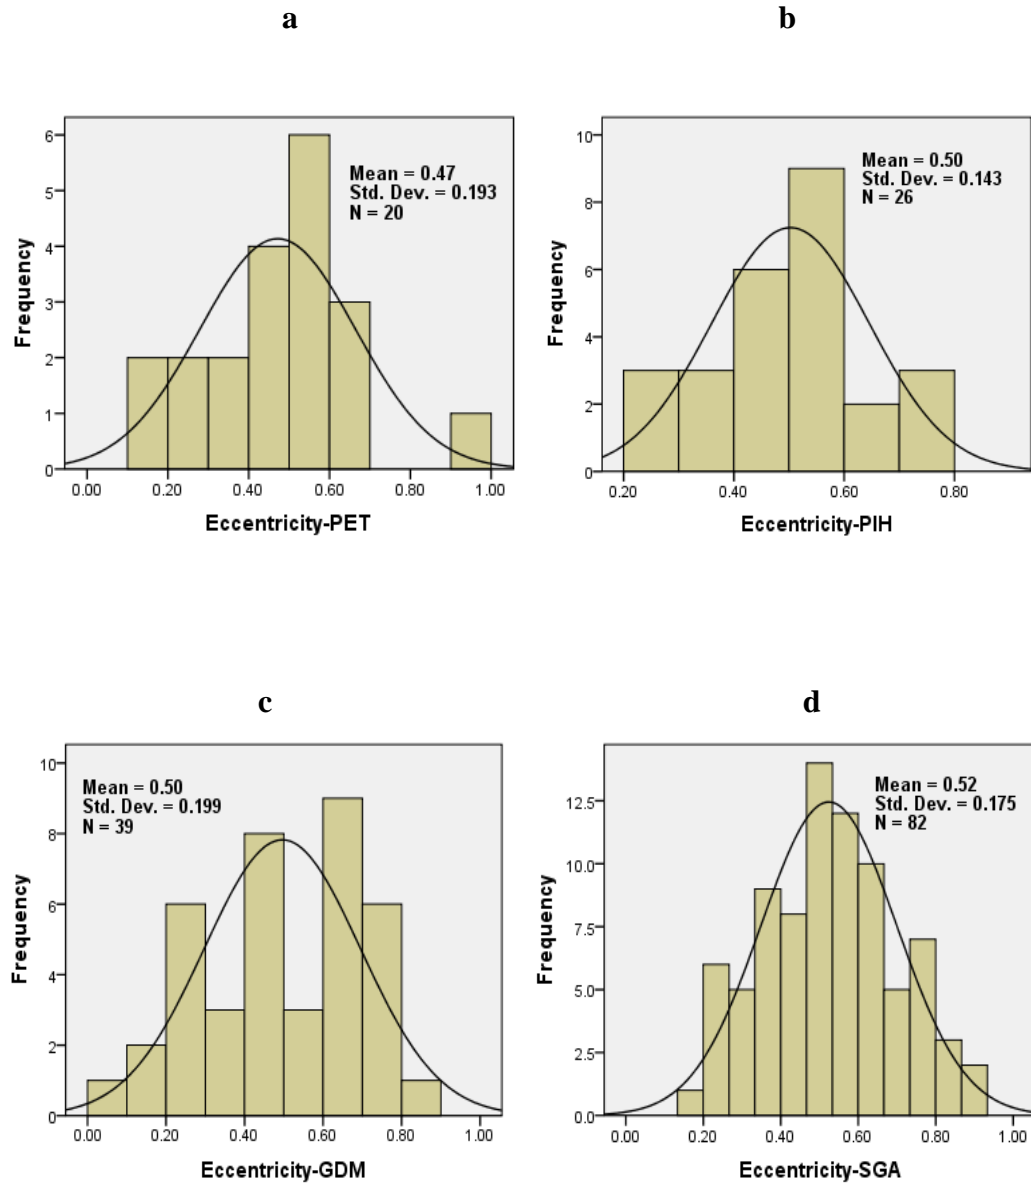 a
Mean = 0.47
Std. Dev. = 0.193
N = 20
Frequency
6
5
4
3
2
1
0
0.00 0.20 0.40 0.60 0.80 1.00
Eccentricity-PET
b
Mean = 0.50
Std. Dev. = 0.143
N = 26
Frequency
10
8
6
4
2
0
0.20 0.40 0.60 0.80
Eccentricity-PIH
c
Mean = 0.50
Std. Dev. = 0.199
N = 39
Frequency
10
8
6
4
2
0
0.00 0.20 0.40 0.60 0.80 1.00
Eccentricity-GDM
d
Mean = 0.52
Std. Dev. = 0.175
N = 82
Frequency
12.5
10.0
7.5
5.0
2.5
0.0
0.00 0.20 0.40 0.60 0.80 1.00
Eccentricity-SGA